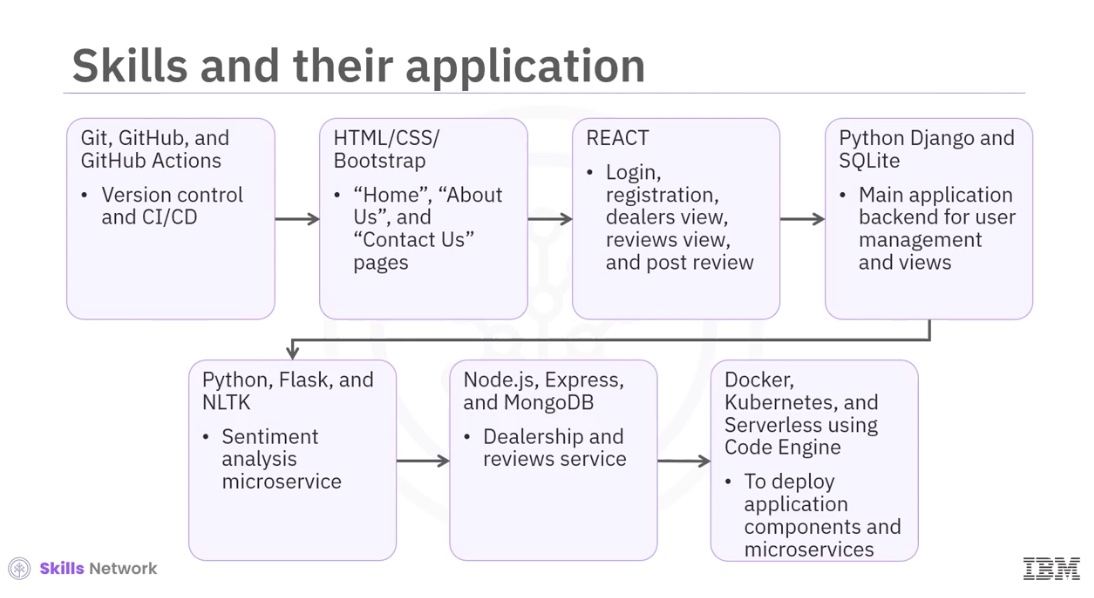 Skills and their application
Git, GitHub, and
GitHub Actions
• Version control
and CI/CD
HTML/CSS/
Bootstrap
• “Home”, “About
Us”, and
“Contact Us”
pages
REACT
• Login,
registration,
dealers view,
reviews view,
and post review
Python Django and
SQLite
• Main application
backend for user
management
and views
Python, Flask, and
NLTK
• Sentiment
analysis
microservice
Node.js, Express,
and MongoDB
• Dealership and
reviews service
Docker,
Kubernetes, and
Serverless using
Code Engine
• To deploy
application
components and
microservices
Skills Network
IBM